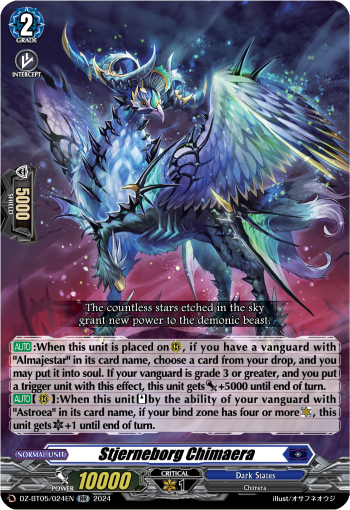 2
GRADE
INTERCEPT
5000
SHIELD
The countless stars etched in the sky
grant new power to the demonic beast.
AUTO :When this unit is placed on , if you have a vanguard with
"Almajestar" in its card name, choose a card from your drop, and you
may put it into soul. If your vanguard is grade 3 or greater, and you put
a trigger unit with this effect, this unit gets +5000 until end of turn.
AUTO [ ]:When this unit by the ability of your vanguard with
"Astroea" in its card name, if your bind zone has four or more , this
unit gets +1 until end of turn.
NORMAL UNIT
Stjerneborg Chimaera
POWER 10000
CRITICAL
1
Dark States
Chimera
DZ-BT05/024EN RR 2024
illust/オサフネオウジ